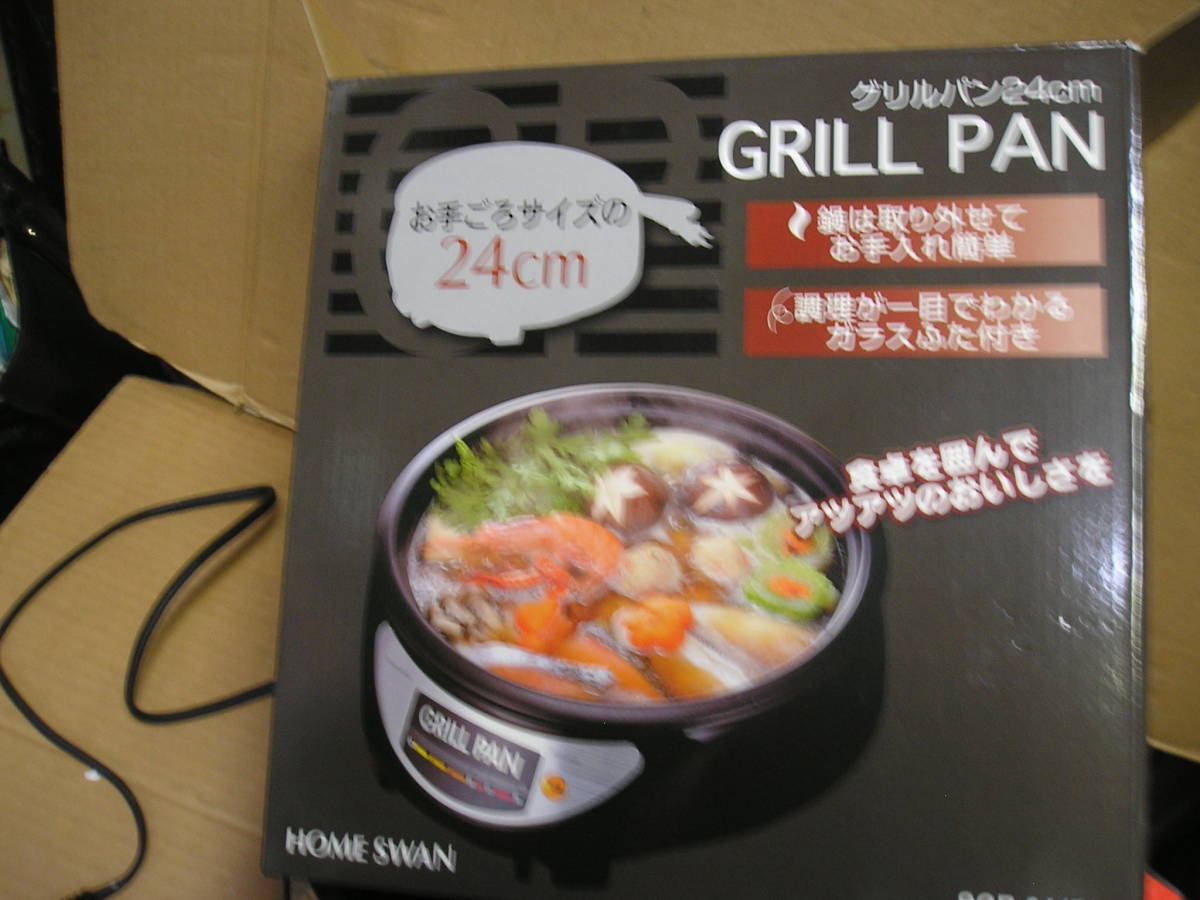 グリルパン24cm
GRILL PAN
お手ごろサイズの
24cm
鍋は取り外せて
お手入れ簡単
調理が一目でわかる
ガラスふた付き
食卓を囲んで
アツアツのおいしさを
GRILL PAN
HOME SWAN